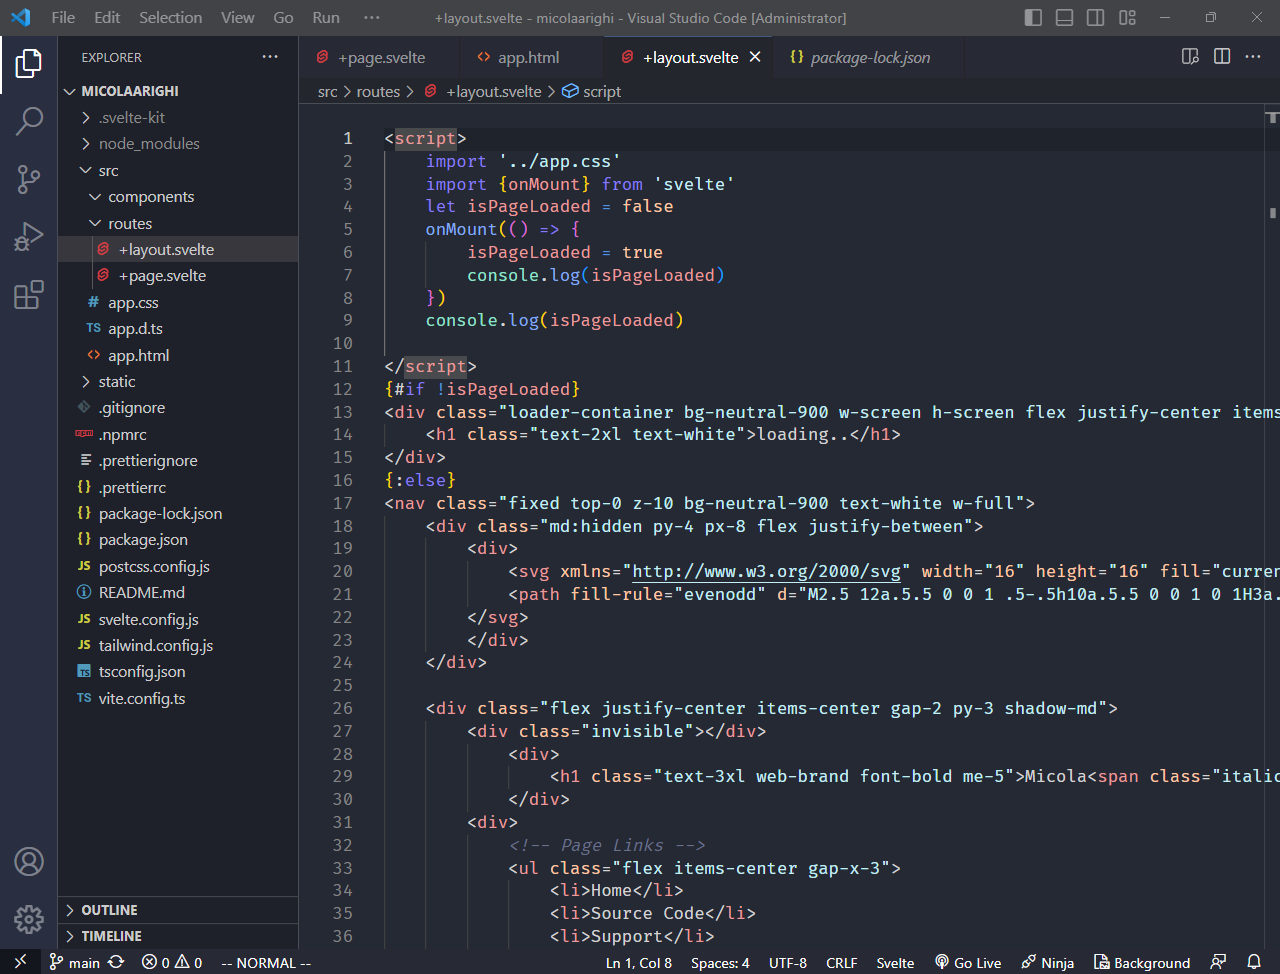 File Edit Selection View Go Run ··· +layout.svelte - micolaarighi - Visual Studio Code [Administrator]
EXPLORER ···
MICOLAARIGHI
.svelte-kit
node_modules
src
components
routes
+layout.svelte
+page.svelte
# app.css
TS app.d.ts
<> app.html
static
.gitignore
npm .npmrc
.prettierignore
{} .prettierrc
{} package-lock.json
{} package.json
JS postcss.config.js
README.md
JS svelte.config.js
JS tailwind.config.js
TS tsconfig.json
TS vite.config.ts
OUTLINE
TIMELINE
+page.svelte <> app.html +layout.svelte {} package-lock.json ···
src > routes > +layout.svelte > script
1 <script>
2 import '../app.css'
3 import {onMount} from 'svelte'
4 let isPageLoaded = false
5 onMount(() => {
6 isPageLoaded = true
7 console.log(isPageLoaded)
8 })
9 console.log(isPageLoaded)
10
11 </script>
12 {#if !isPageLoaded}
13 <div class="loader-container bg-neutral-900 w-screen h-screen flex justify-center items
14 <h1 class="text-2xl text-white">loading..</h1>
15 </div>
16 {:else}
17 <nav class="fixed top-0 z-10 bg-neutral-900 text-white w-full">
18 <div class="md:hidden py-4 px-8 flex justify-between">
19 <div>
20 <svg xmlns="http://www.w3.org/2000/svg" width="16" height="16" fill="curren
21 <path fill-rule="evenodd" d="M2.5 12a.5.5 0 0 1 .5-.5h10a.5.5 0 0 1 0 1H3a.
22 </svg>
23 </div>
24 </div>
25
26 <div class="flex justify-center items-center gap-2 py-3 shadow-md">
27 <div class="invisible"></div>
28 <div>
29 <h1 class="text-3xl web-brand font-bold me-5">Micola<span class="italic
30 </div>
31 <div>
32 <!-- Page Links -->
33 <ul class="flex items-center gap-x-3">
34 <li>Home</li>
35 <li>Source Code</li>
36 <li>Support</li>
main 0 0 -- NORMAL -- Ln 1, Col 8 Spaces: 4 UTF-8 CRLF Svelte Go Live Ninja Background